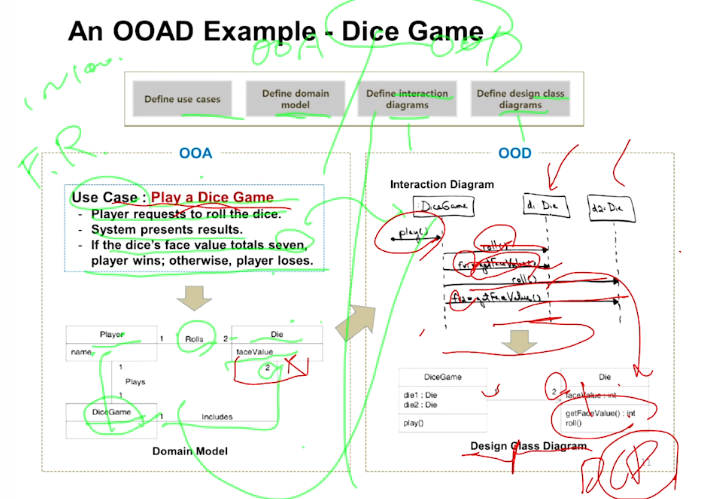 An OOAD Example - Dice Game
OOA
OOD
F.R.
Define use cases
Define domain model
Define interaction diagrams
Define design class diagrams
OOA
Use Case : Play a Dice Game
- Player requests to roll the dice.
- System presents results.
- If the dice's face value totals seven,
player wins; otherwise, player loses.
Player
name
1
Rolls
2
Die
faceValue
2
1
Plays
1
DiceGame
1
Includes
Domain Model
OOD
Interaction Diagram
:DiceGame
d1:Die
d2:Die
play()
roll()
fv1=getFaceValue()
roll()
fv2=getFaceValue()
DiceGame
die1 : Die
die2 : Die
play()
2
Die
faceValue : int
getFaceValue() : int
roll()
Design Class Diagram
11